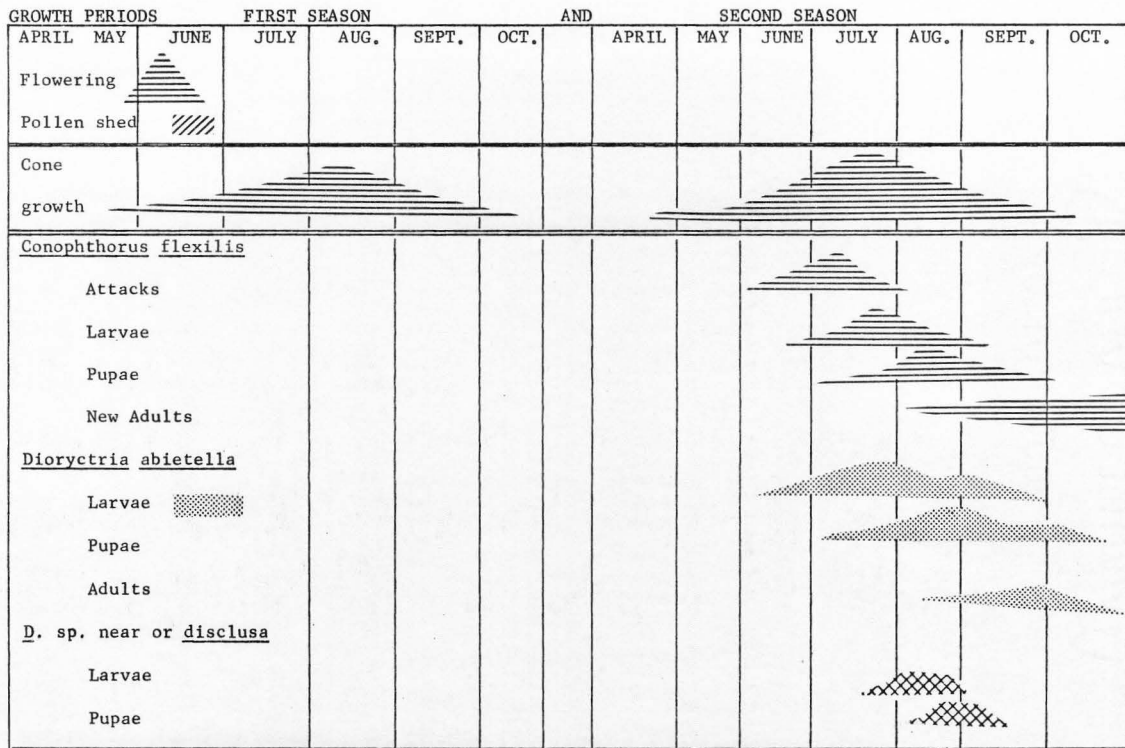 GROWTH PERIODS FIRST SEASON AND SECOND SEASON
APRIL MAY JUNE JULY AUG. SEPT. OCT. APRIL MAY JUNE JULY AUG. SEPT. OCT.
Flowering
Pollen shed
Cone
growth
Conophthorus flexilis
Attacks
Larvae
Pupae
New Adults
Dioryctria abietella
Larvae
Pupae
Adults
D. sp. near or disclusa
Larvae
Pupae